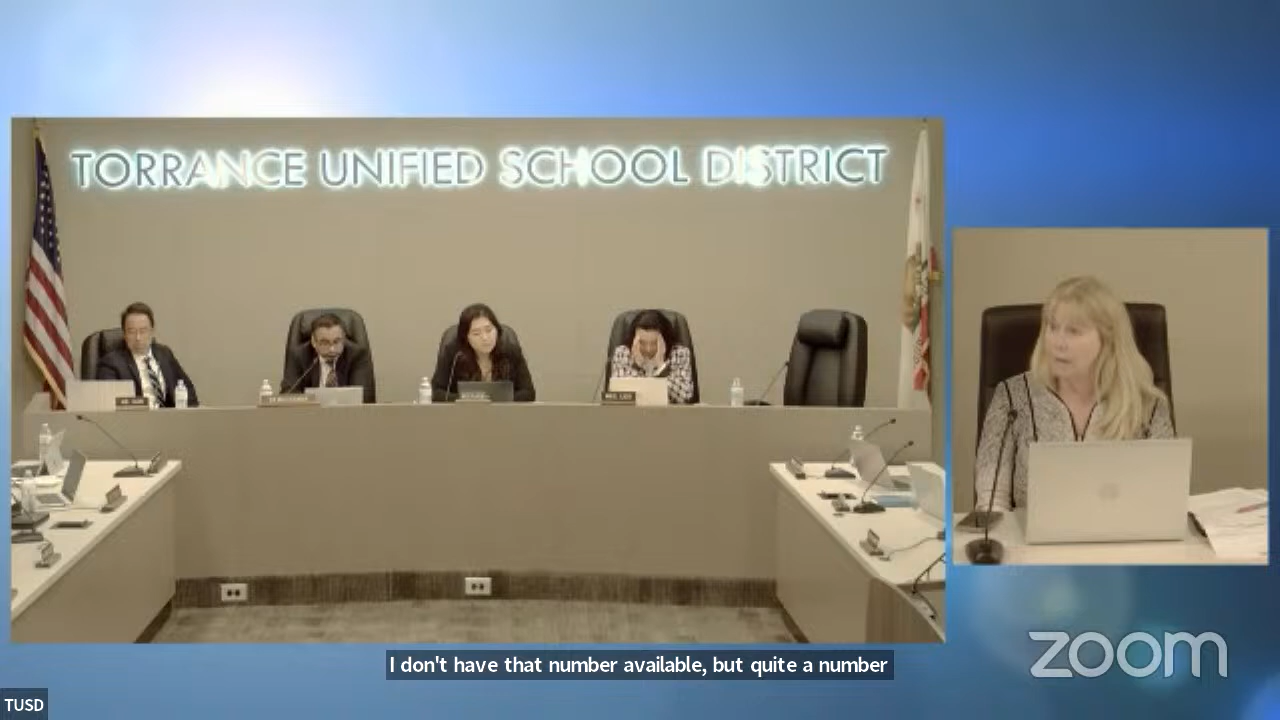 TORRANCE UNIFIED SCHOOL DISTRICT
I don't have that number available, but quite a number
zoom
TUSD